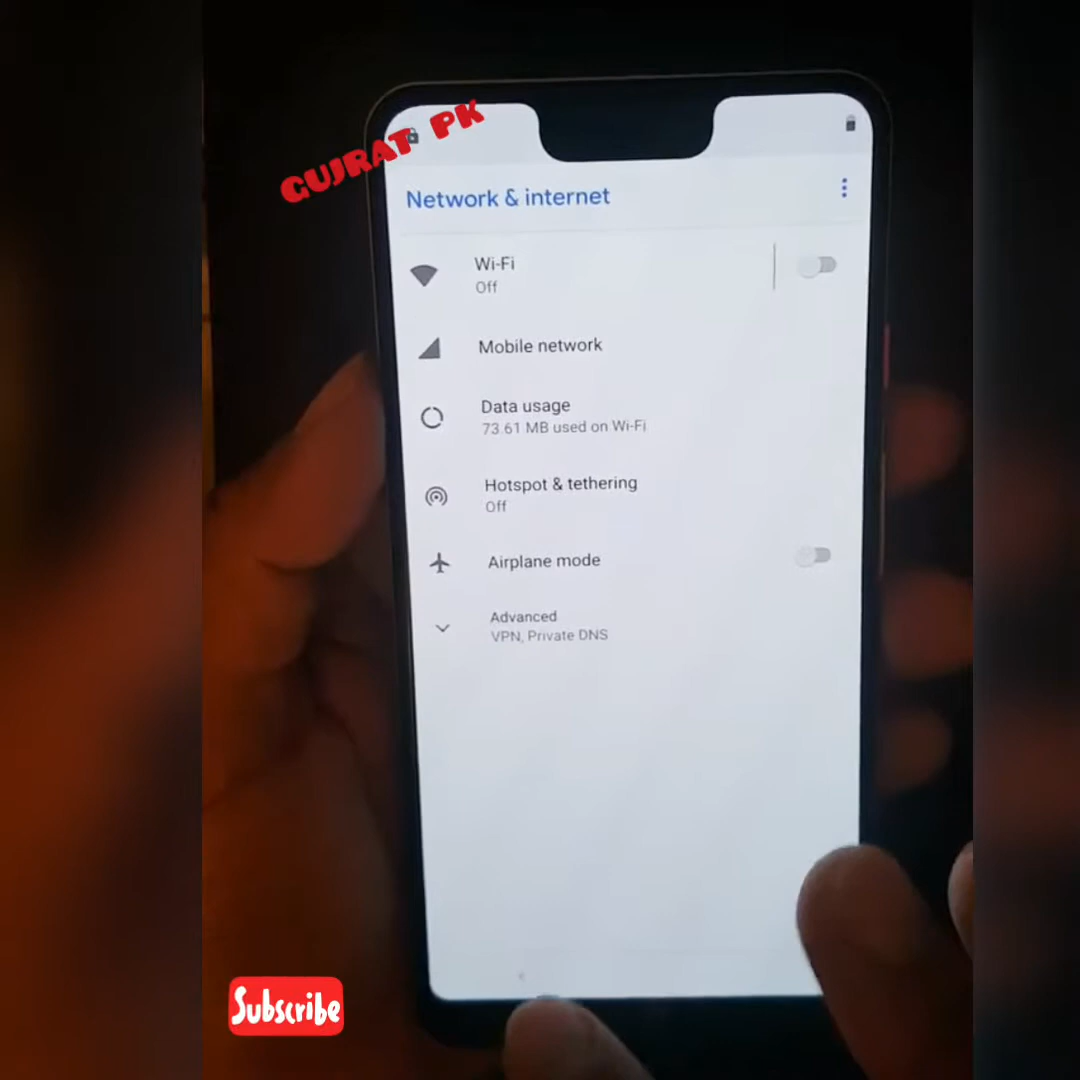 GUJRAT PK
Network & internet
Wi-Fi
Off
Mobile network
Data usage
73.61 MB used on Wi-Fi
Hotspot & tethering
Off
Airplane mode
Advanced
VPN, Private DNS
Subscribe